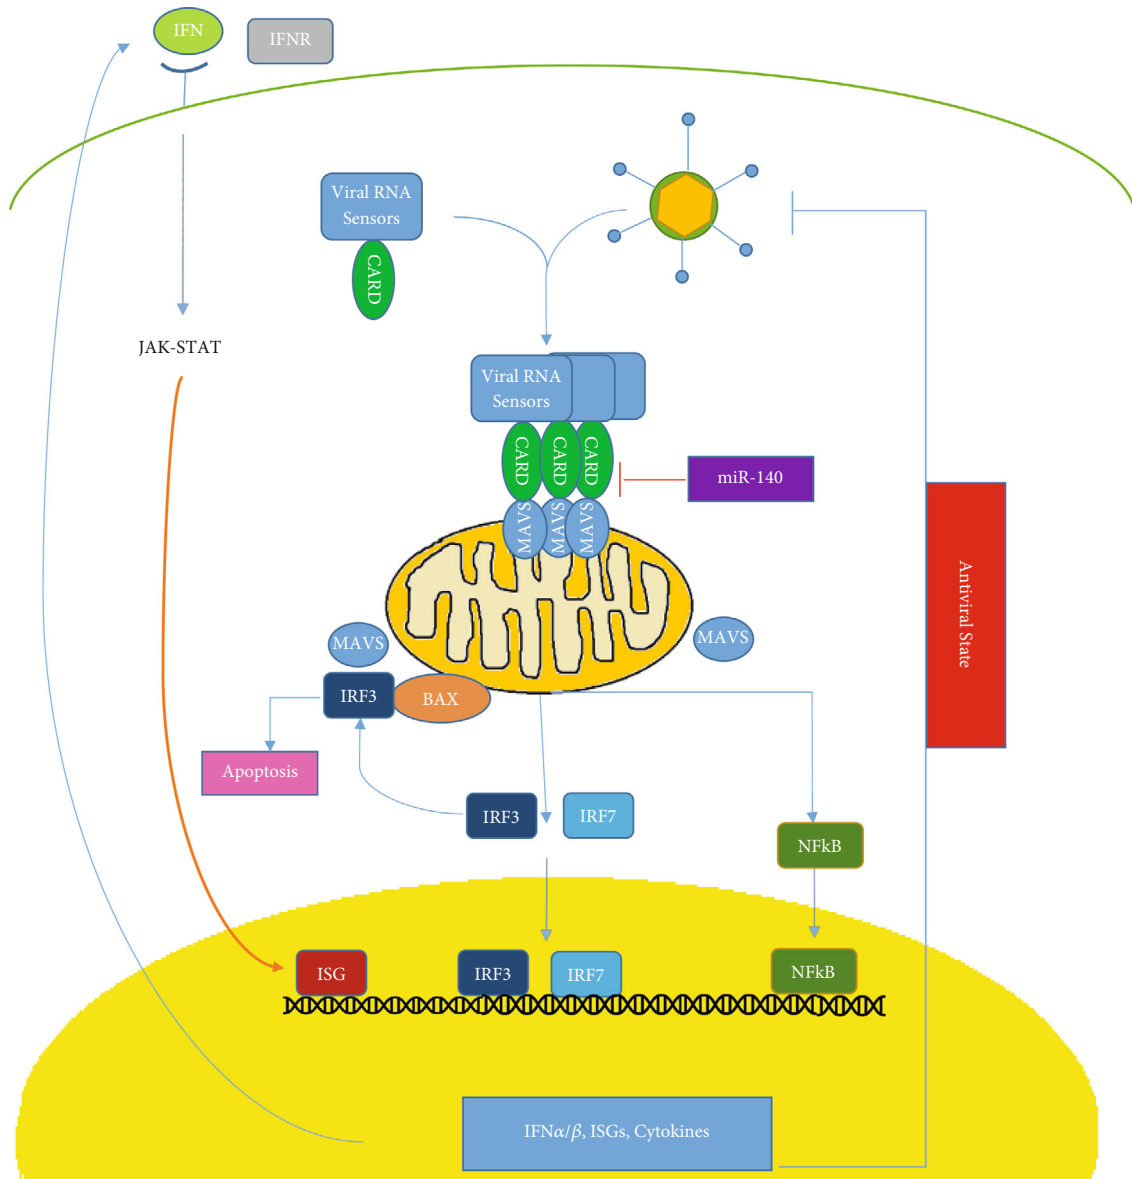 IFN
IFNR
Viral RNA
Sensors
CARD
JAK-STAT
Viral RNA
Sensors
CARD
CARD
CARD
miR-140
MAVS
MAVS
MAVS
Antiviral State
MAVS
MAVS
IRF3
BAX
Apoptosis
IRF3
IRF7
NFkB
ISG
IRF3
IRF7
NFkB
IFNα/β, ISGs, Cytokines